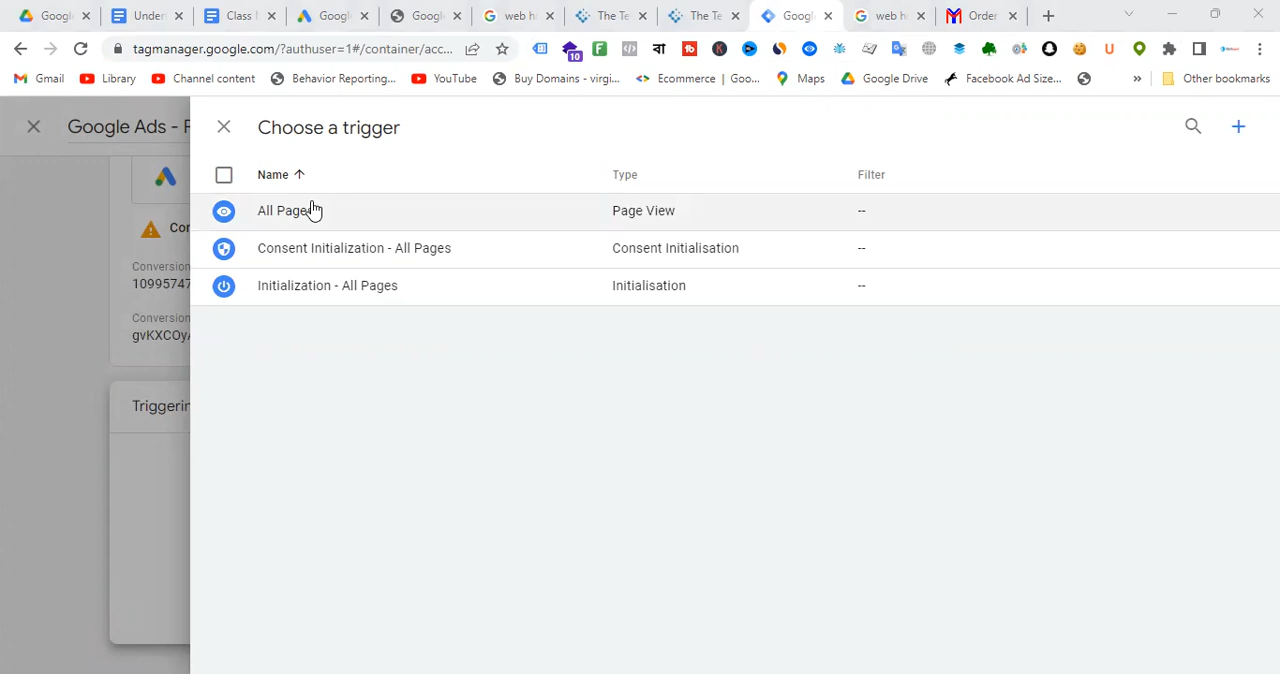 Googl
Under
Class
Googl
Googl
web h
The Te
The Te
Googl
web h
Order
tagmanager.google.com/?authuser=1#/container/acc...
10
Gmail
Library
Channel content
Behavior Reporting...
YouTube
Buy Domains - virgi...
Ecommerce | Goo...
Maps
Google Drive
Facebook Ad Size...
»
Other bookmarks
Google Ads -
Choose a trigger
Name
Type
Filter
All Pages
Page View
--
Consent Initialization - All Pages
Consent Initialisation
--
Initialization - All Pages
Initialisation
--
Con
Conversion
10995747
Conversion
gvKXCOy
Triggerin